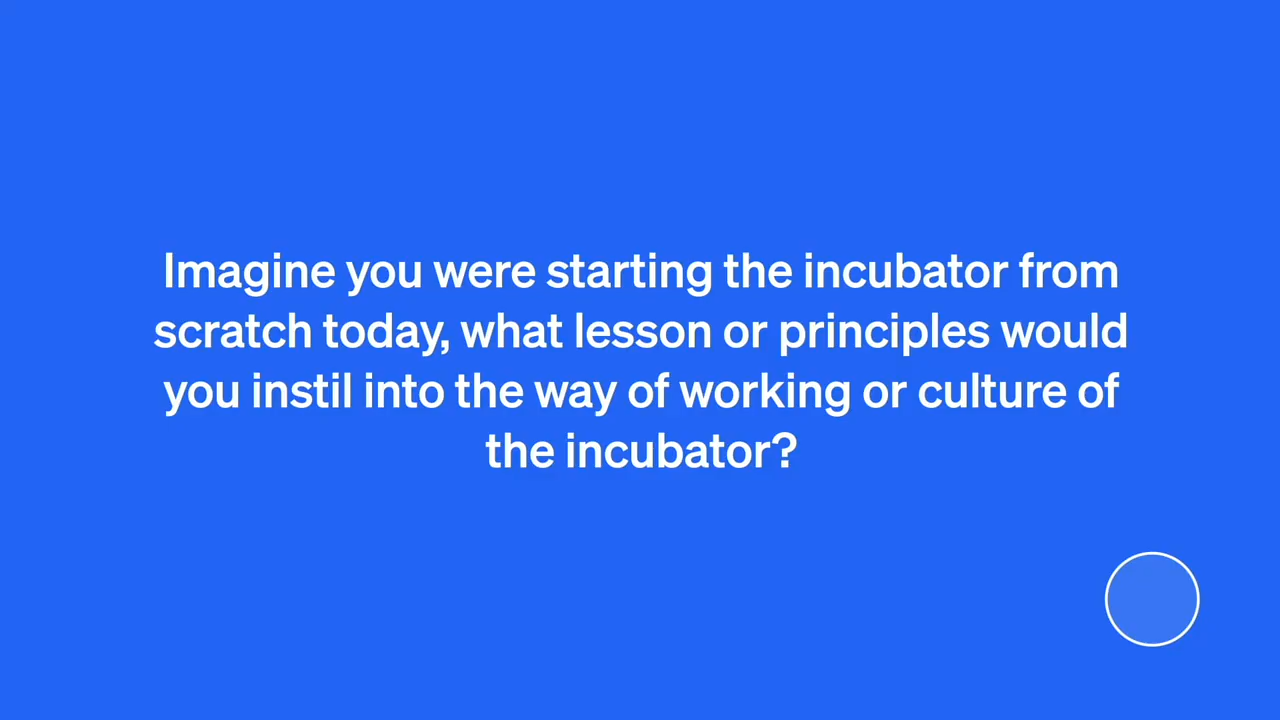 Imagine you were starting the incubator from
scratch today, what lesson or principles would
you instil into the way of working or culture of
the incubator?